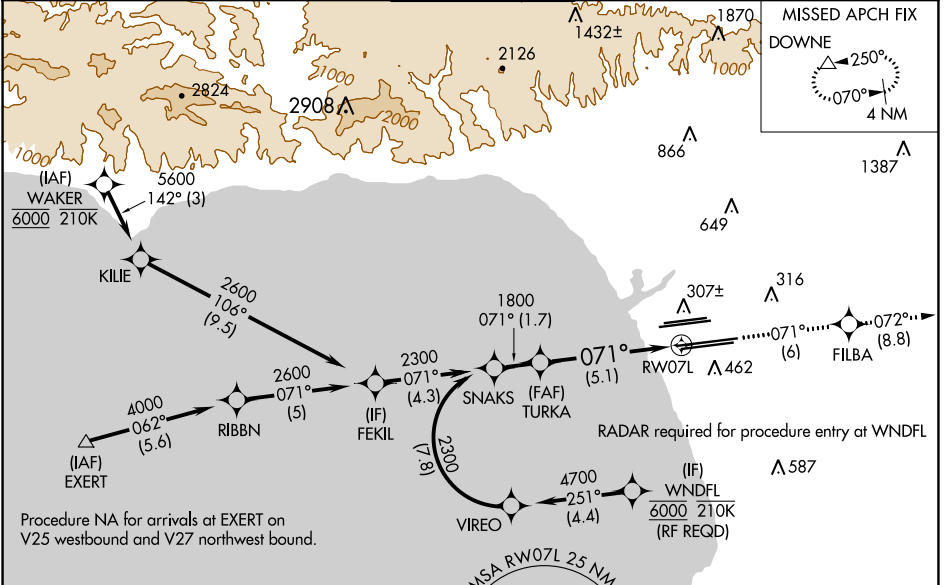 MISSED APCH FIX
DOWNE
250°
070°
4 NM
1870
1432±
1000
2126
1000
2824
2908
2000
1000
866
1387
649
(IAF)
WAKER
6000 210K
5600
142° (3)
KILIE
2600
106°
(9.5)
1800
071° (1.7)
307±
316
071°
(6)
072°
(8.8)
FILBA
RW07L
462
071°
(5.1)
2300
071°
(4.3)
SNAKS
(FAF)
TURKA
2600
071°
(5)
(IF)
FEKIL
4000
062°
(5.6)
RIBBN
(IAF)
EXERT
RADAR required for procedure entry at WNDFL
2300
(7.8)
587
4700
251°
(4.4)
(IF)
WNDFL
6000 210K
(RF REQD)
VIREO
Procedure NA for arrivals at EXERT on
V25 westbound and V27 northwest bound.
MSA RW07L 25 NM